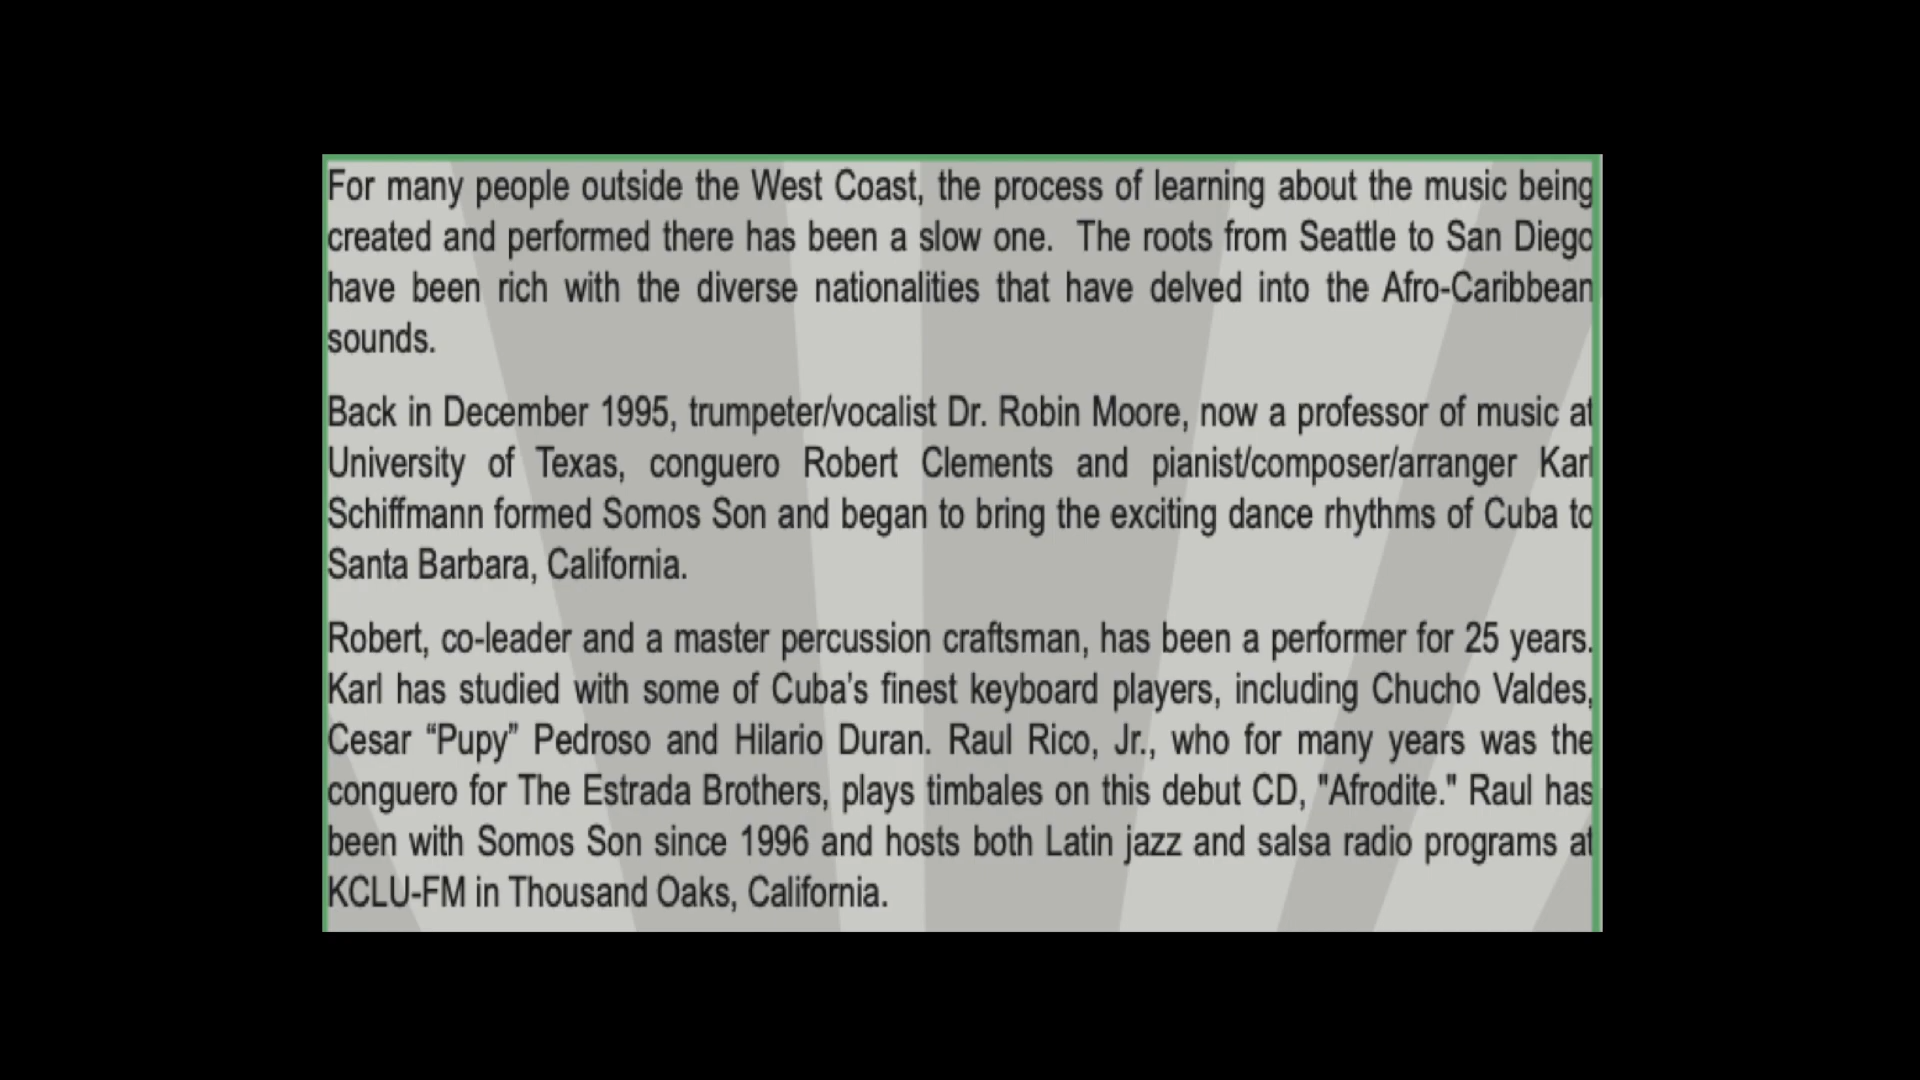 For many people outside the West Coast, the process of learning about the music being
created and performed there has been a slow one.  The roots from Seattle to San Diego
have been rich with the diverse nationalities that have delved into the Afro-Caribbean
sounds.
Back in December 1995, trumpeter/vocalist Dr. Robin Moore, now a professor of music at
University of Texas, conguero Robert Clements and pianist/composer/arranger Karl
Schiffmann formed Somos Son and began to bring the exciting dance rhythms of Cuba to
Santa Barbara, California.
Robert, co-leader and a master percussion craftsman, has been a performer for 25 years.
Karl has studied with some of Cuba’s finest keyboard players, including Chucho Valdes,
Cesar “Pupy” Pedroso and Hilario Duran. Raul Rico, Jr., who for many years was the
conguero for The Estrada Brothers, plays timbales on this debut CD, "Afrodite." Raul has
been with Somos Son since 1996 and hosts both Latin jazz and salsa radio programs at
KCLU-FM in Thousand Oaks, California.